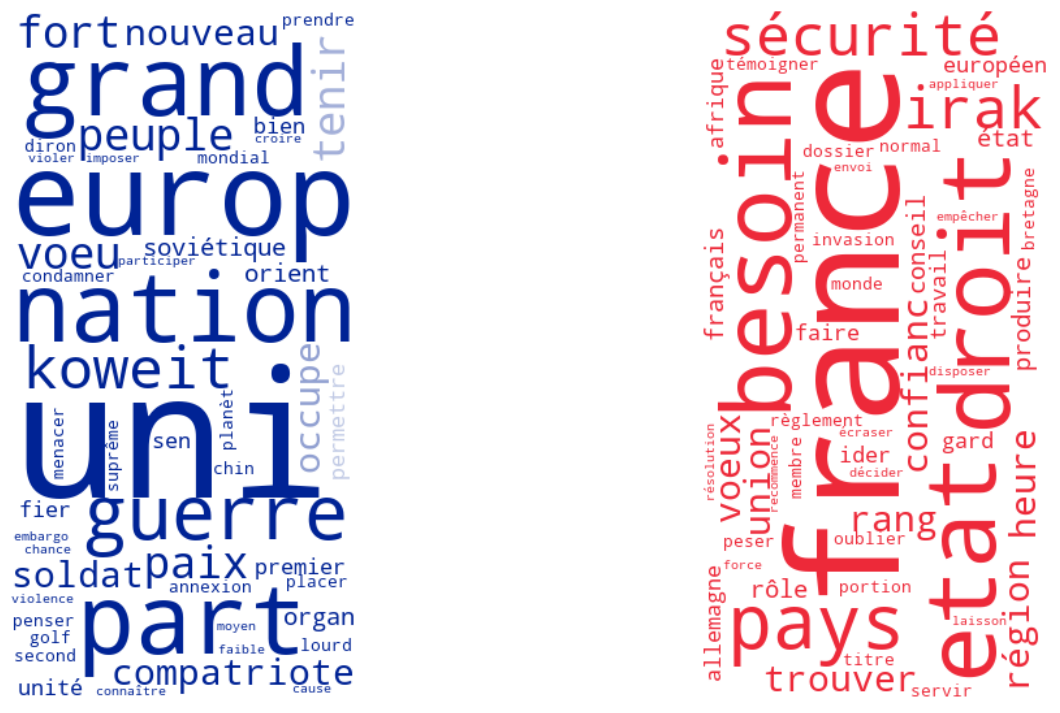 fort
nouveau
prendre
grand
tenir
peuple
bien
croire
diron
violer
imposer
mondial
europ
voeu
soviétique
participer
condamner
orient
nation
koweit
occupe
permettre
uni
menacer
suprême
sen
planèt
chin
fier
guerre
embargo
chance
paix
premier
soldat
annexion
placer
violence
part
organ
penser
golf
moyen
faible
lourd
second
compatriote
unité
connaître
cause
sécurité
témoigner
européen
afrique
appliquer
besoin
france
irak
dossier
normal
état
envoi
permanent
etatdroit
bretagne
empêcher
conseil
français
invasion
travail
monde
produire
faire
confianc
disposer
règlement
voeux
union
écraser
résolution
recommence
membre
ider
gard
décider
heure
rang
peser
oublier
force
allemagne
rôle
portion
région
pays
laisson
titre
trouver
servir